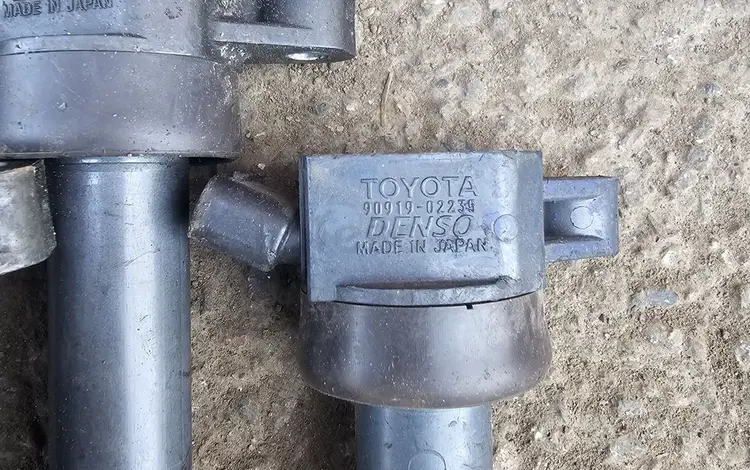 MADE IN JAPAN
TOYOTA
90919-02239
DENSO
MADE IN JAPAN